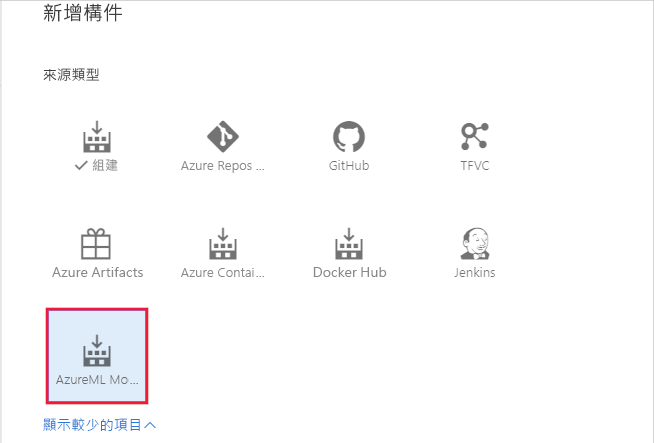 新增構件
來源類型
組建
Azure Repos ...
GitHub
TFVC
Azure Artifacts
Azure Contai...
Docker Hub
Jenkins
AzureML Mo...
顯示較少的項目